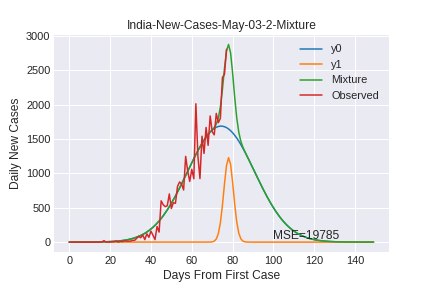 India-New-Cases-May-03-2-Mixture
3000
2500
2000
1500
1000
500
0
Daily New Cases
y0
y1
Mixture
Observed
MSE=19785
0 20 40 60 80 100 120 140
Days From First Case